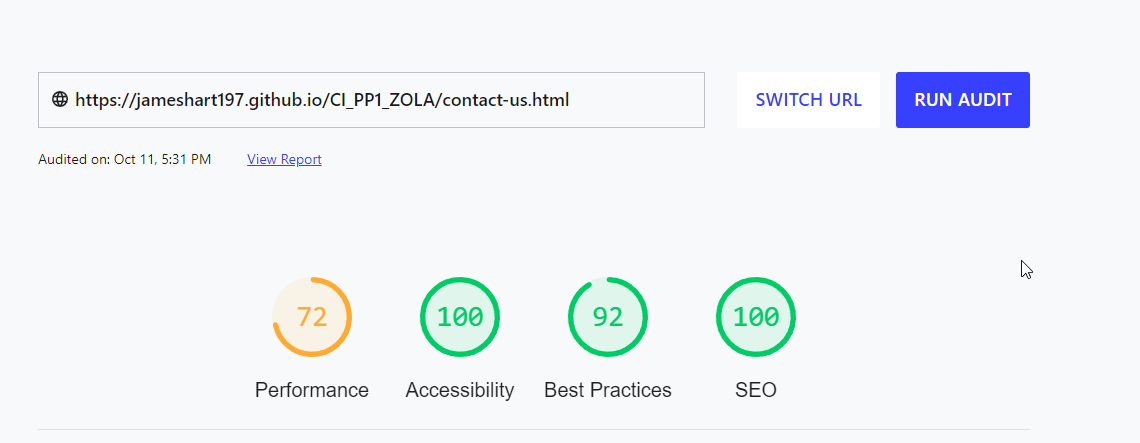 https://jameshart197.github.io/CI_PP1_ZOLA/contact-us.html
SWITCH URL
RUN AUDIT
Audited on: Oct 11, 5:31 PM
View Report
72
100
92
100
Performance
Accessibility
Best Practices
SEO